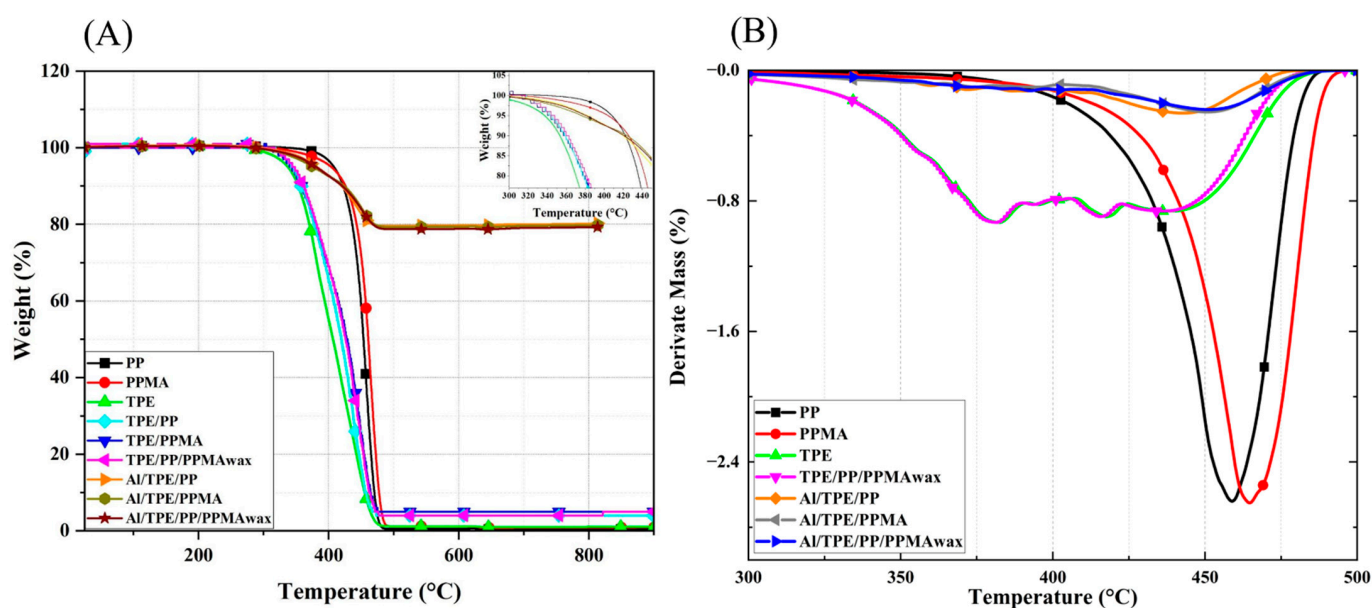 (A)
120
100
80
60
40
20
0
Weight (%)
200
400
600
800
Temperature (°C)
PP
PPMA
TPE
TPE/PP
TPE/PPMA
TPE/PP/PPMAwax
Al/TPE/PP
Al/TPE/PPMA
Al/TPE/PP/PPMAwax
105
100
95
90
85
80
Weight (%)
300 320 340 360 380 400 420 440
Temperature (°C)
(B)
−0.0
−0.8
−1.6
−2.4
Derivate Mass (%)
300
350
400
450
500
Temperature (°C)
PP
PPMA
TPE
TPE/PP/PPMAwax
Al/TPE/PP
Al/TPE/PPMA
Al/TPE/PP/PPMAwax